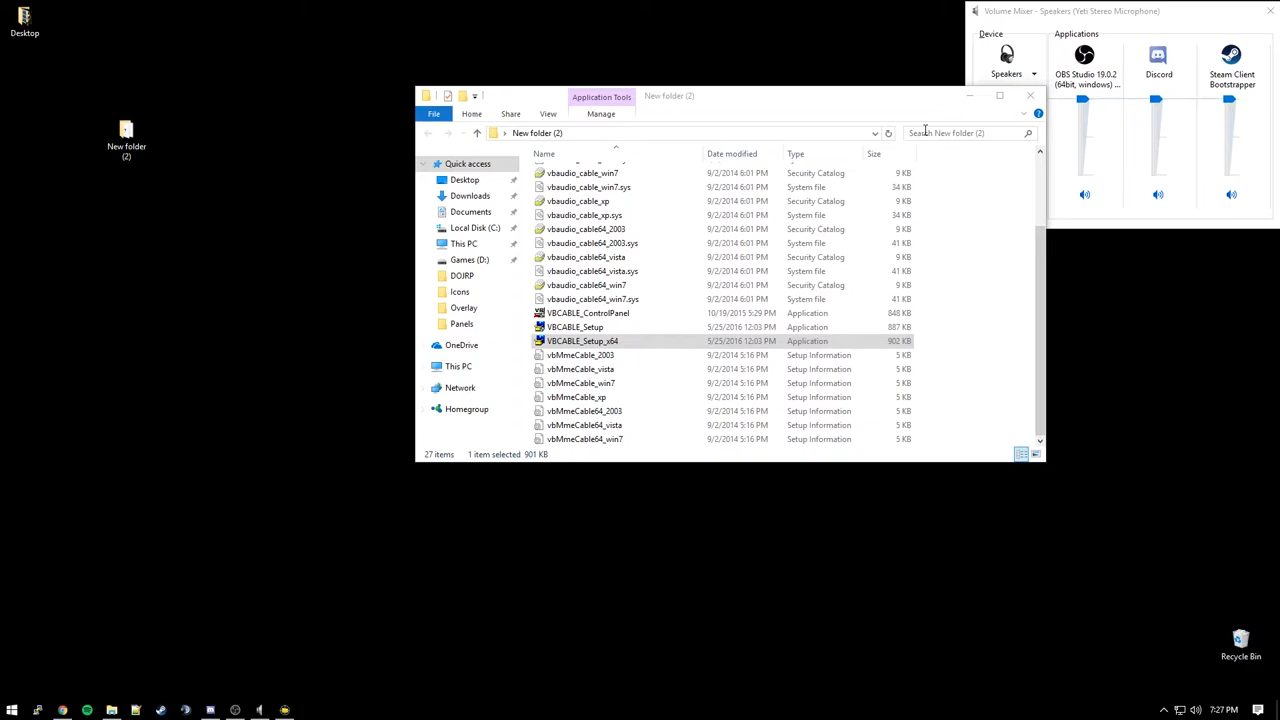 Desktop
New folder
(2)
Volume Mixer - Speakers (Yeti Stereo Microphone)
Device
Applications
Speakers
OBS Studio 19.0.2
(64bit, windows) ...
Discord
Steam Client
Bootstrapper
Application Tools
New folder (2)
File
Home
Share
View
Manage
New folder (2)
Search New folder (2)
Name
Date modified
Type
Size
Quick access
Desktop
Downloads
Documents
Local Disk (C:)
This PC
Games (D:)
DOJRP
Icons
Overlay
Panels
OneDrive
This PC
Network
Homegroup
vbaudio_cable_win7 9/2/2014 6:01 PM Security Catalog 9 KB
vbaudio_cable_win7.sys 9/2/2014 6:01 PM System file 34 KB
vbaudio_cable_xp 9/2/2014 6:01 PM Security Catalog 9 KB
vbaudio_cable_xp.sys 9/2/2014 6:01 PM System file 34 KB
vbaudio_cable64_2003 9/2/2014 6:01 PM Security Catalog 9 KB
vbaudio_cable64_2003.sys 9/2/2014 6:01 PM System file 41 KB
vbaudio_cable64_vista 9/2/2014 6:01 PM Security Catalog 9 KB
vbaudio_cable64_vista.sys 9/2/2014 6:01 PM System file 41 KB
vbaudio_cable64_win7 9/2/2014 6:01 PM Security Catalog 9 KB
vbaudio_cable64_win7.sys 9/2/2014 6:01 PM System file 41 KB
VBCABLE_ControlPanel 10/19/2015 5:29 PM Application 848 KB
VBCABLE_Setup 5/25/2016 12:03 PM Application 887 KB
VBCABLE_Setup_x64 5/25/2016 12:03 PM Application 902 KB
vbMmeCable_2003 9/2/2014 5:16 PM Setup Information 5 KB
vbMmeCable_vista 9/2/2014 5:16 PM Setup Information 5 KB
vbMmeCable_win7 9/2/2014 5:16 PM Setup Information 5 KB
vbMmeCable_xp 9/2/2014 5:16 PM Setup Information 5 KB
vbMmeCable64_2003 9/2/2014 5:16 PM Setup Information 5 KB
vbMmeCable64_vista 9/2/2014 5:16 PM Setup Information 5 KB
vbMmeCable64_win7 9/2/2014 5:16 PM Setup Information 5 KB
27 items 1 item selected 901 KB
Recycle Bin
7:27 PM